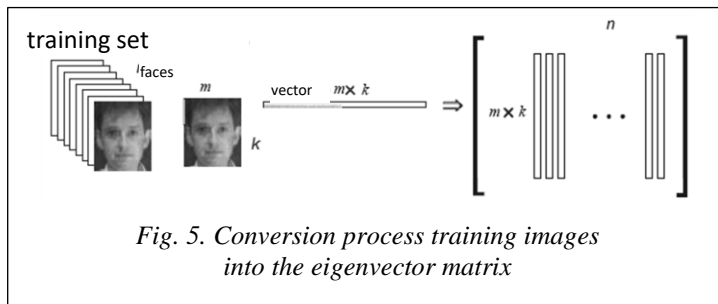 training set
faces
m
k
vector
m× k
⇒
n
m× k
• • •
Fig. 5. Conversion process training images
into the eigenvector matrix